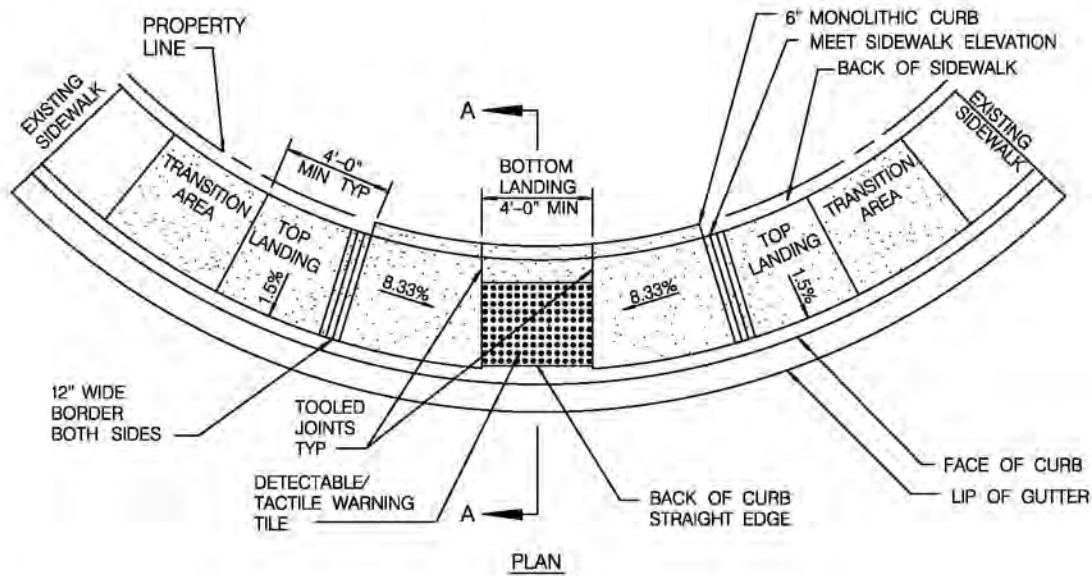 PROPERTY
LINE
6" MONOLITHIC CURB
MEET SIDEWALK ELEVATION
BACK OF SIDEWALK
EXISTING
SIDEWALK
EXISTING
SIDEWALK
A
4'-0"
MIN TYP
BOTTOM
LANDING
4'-0" MIN
TRANSITION
AREA
TOP
LANDING
1.5%
8.33%
8.33%
TOP
LANDING
1.5%
TRANSITION
AREA
12" WIDE
BORDER
BOTH SIDES
TOOLED
JOINTS
TYP
DETECTABLE/
TACTILE WARNING
TILE
A
BACK OF CURB
STRAIGHT EDGE
FACE OF CURB
LIP OF GUTTER
PLAN